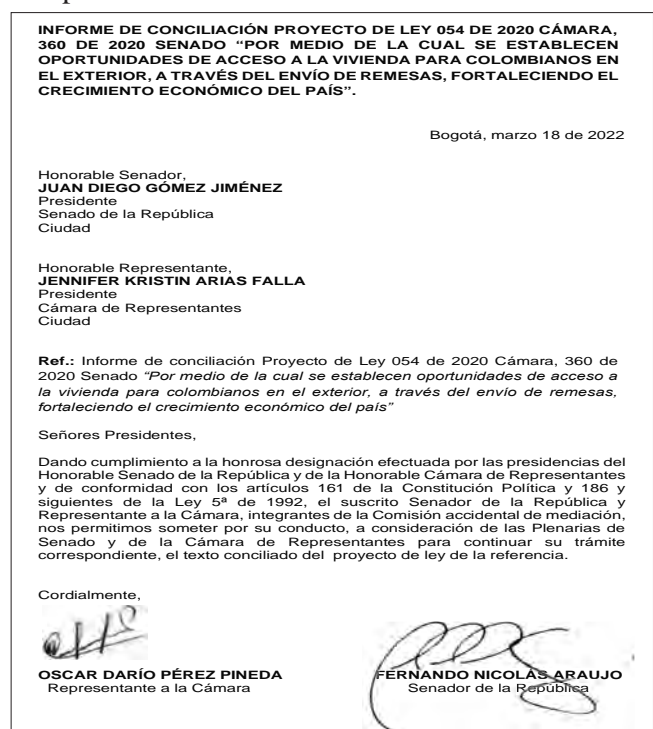 INFORME DE CONCILIACIÓN PROYECTO DE LEY 054 DE 2020 CÁMARA,
360 DE 2020 SENADO “POR MEDIO DE LA CUAL SE ESTABLECEN
OPORTUNIDADES DE ACCESO A LA VIVIENDA PARA COLOMBIANOS EN
EL EXTERIOR, A TRAVÉS DEL ENVÍO DE REMESAS, FORTALECIENDO EL
CRECIMIENTO ECONÓMICO DEL PAÍS”.
Bogotá, marzo 18 de 2022
Honorable Senador,
JUAN DIEGO GÓMEZ JIMÉNEZ
Presidente
Senado de la República
Ciudad
Honorable Representante,
JENNIFER KRISTIN ARIAS FALLA
Presidente
Cámara de Representantes
Ciudad
Ref.: Informe de conciliación Proyecto de Ley 054 de 2020 Cámara, 360 de
2020 Senado “Por medio de la cual se establecen oportunidades de acceso a
la vivienda para colombianos en el exterior, a través del envío de remesas,
fortaleciendo el crecimiento económico del país”
Señores Presidentes,
Dando cumplimiento a la honrosa designación efectuada por las presidencias del
Honorable Senado de la República y de la Honorable Cámara de Representantes
y de conformidad con los artículos 161 de la Constitución Política y 186 y
siguientes de la Ley 5ª de 1992, el suscrito Senador de la República y
Representante a la Cámara, integrantes de la Comisión accidental de mediación,
nos permitimos someter por su conducto, a consideración de las Plenarias de
Senado y de la Cámara de Representantes para continuar su trámite
correspondiente, el texto conciliado del proyecto de ley de la referencia.
Cordialmente,
OSCAR DARÍO PÉREZ PINEDA FERNANDO NICOLÁS ARAUJO
Representante a la Cámara Senador de la República